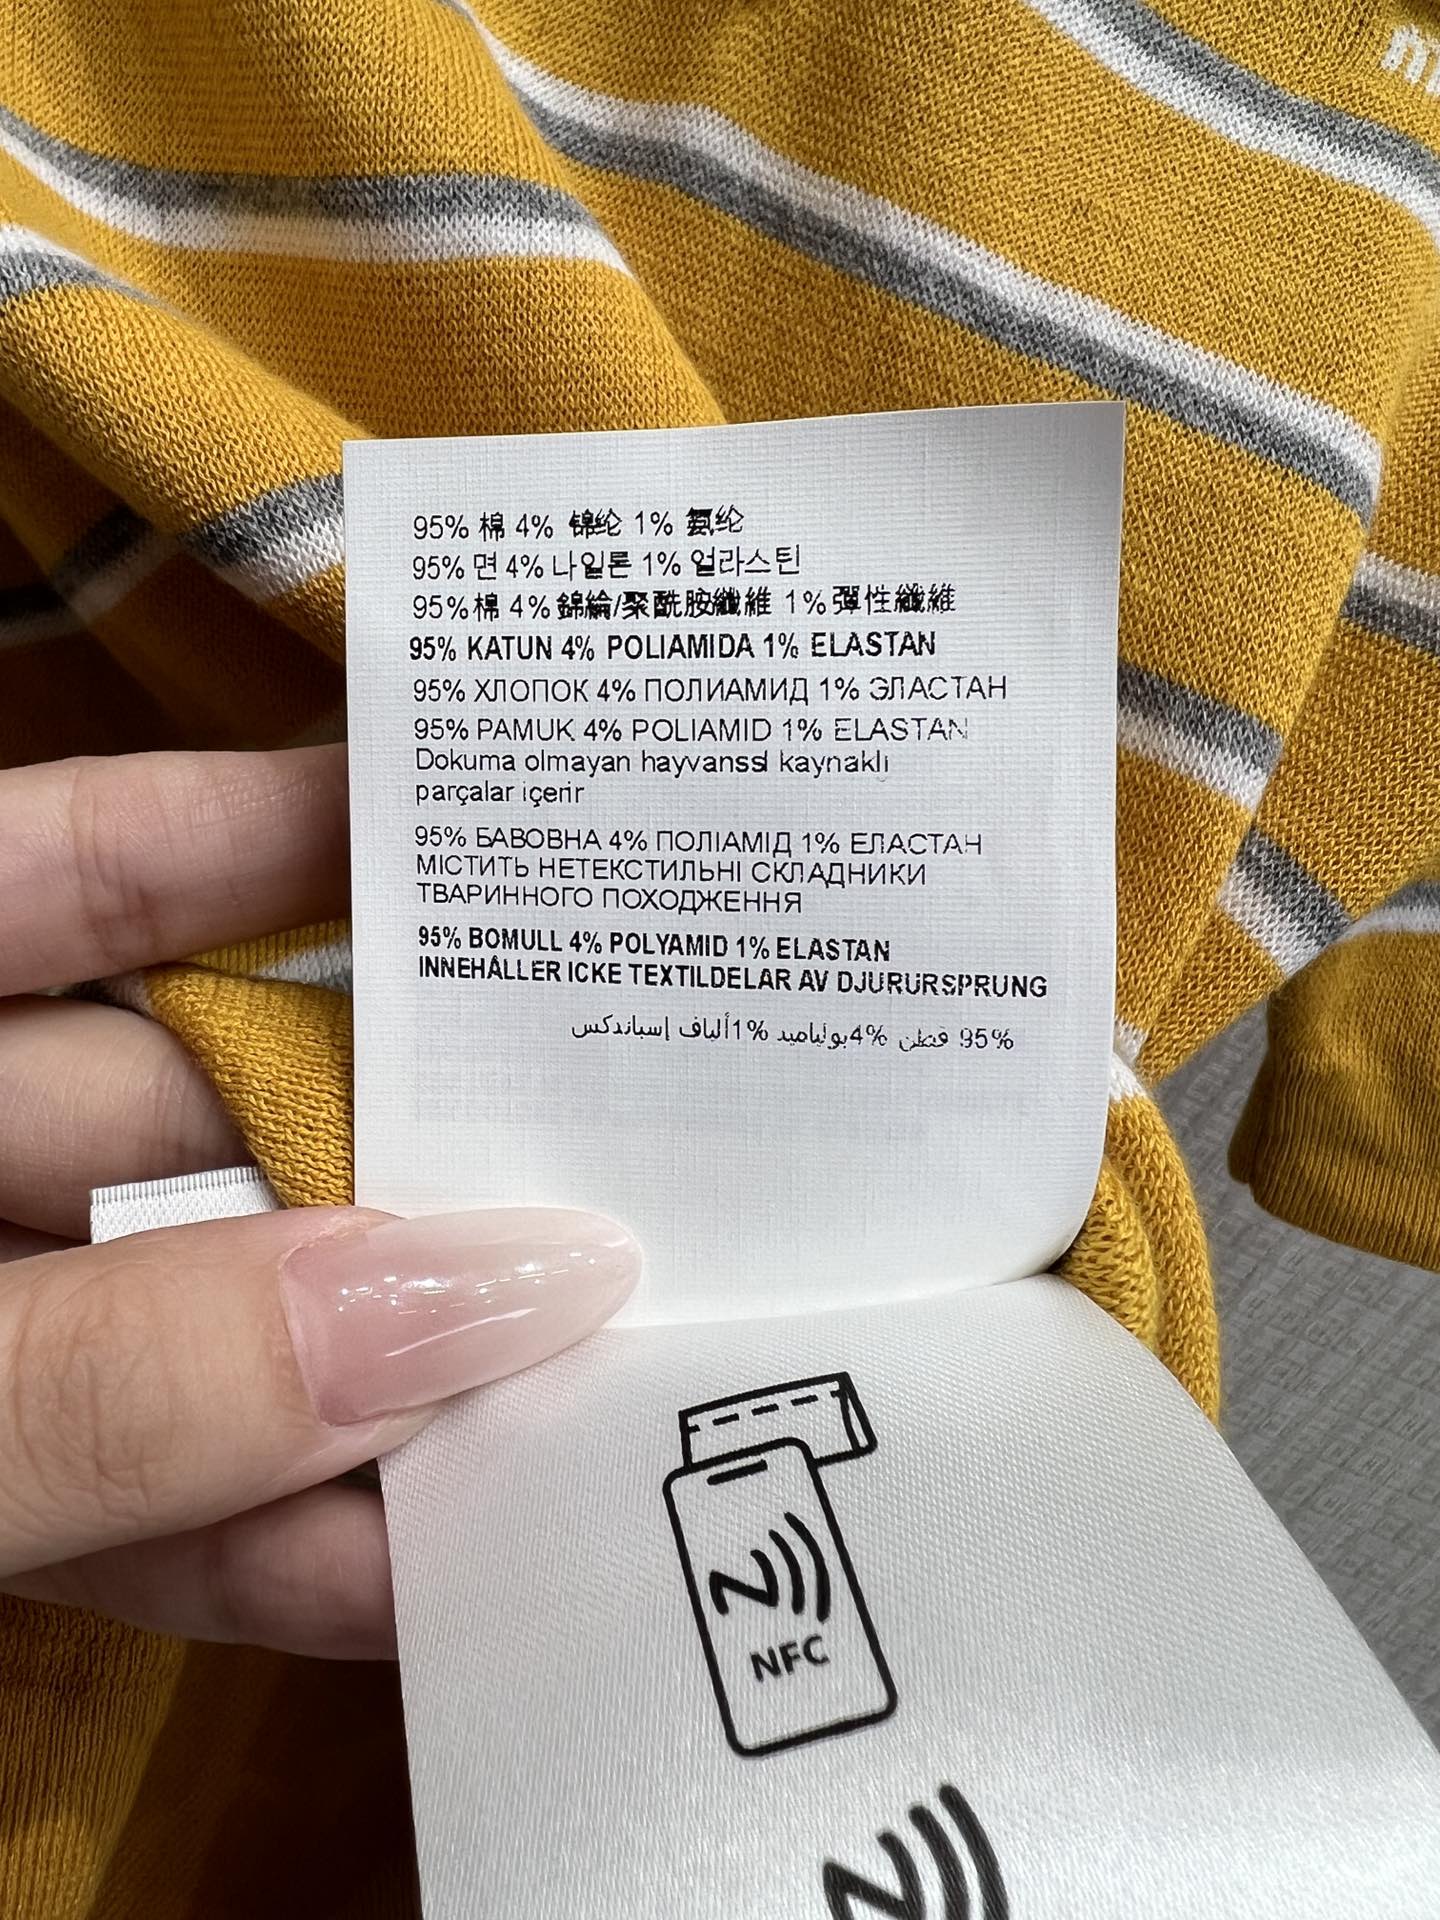 95% 棉 4% 锦纶 1% 氨纶
95% 면 4% 나일론 1% 얼라스틴
95% 棉 4% 錦綸/聚酰胺纖維 1% 彈性纖維
95% KATUN 4% POLIAMIDA 1% ELASTAN
95% ХЛОПОК 4% ПОЛИАМИД 1% ЭЛАСТАН
95% PAMUK 4% POLIAMID 1% ELASTAN
Dokuma olmayan hayvanssl kaynaklı
parçalar içerir
95% БАВОВНА 4% ПОЛІАМІД 1% ЕЛАСТАН
МІСТИТЬ НЕТЕКСТИЛЬНІ СКЛАДНИКИ
ТВАРИННОГО ПОХОДЖЕННЯ
95% BOMULL 4% POLYAMID 1% ELASTAN
INNEHÅLLER ICKE TEXTILDELAR AV DJURURSPRUNG
95% قطن 4% بولياميد 1% ألياف إسباندكس
N
NFC
N